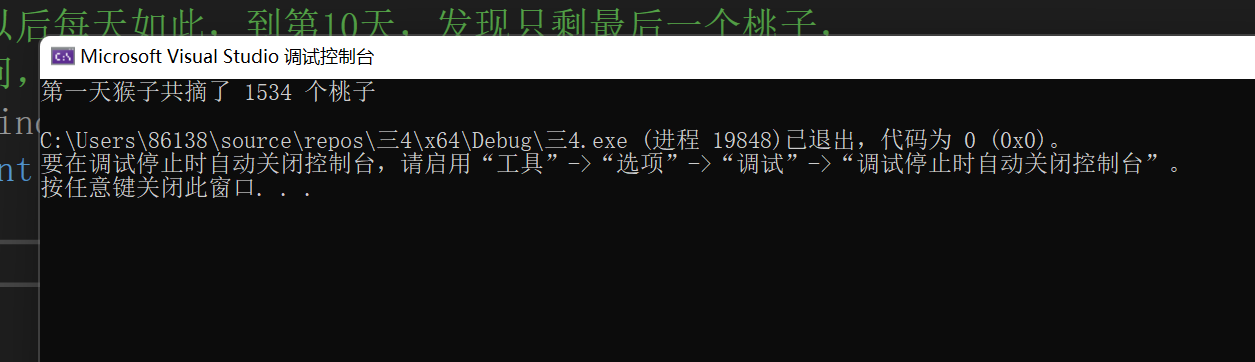 以后每天如此，到第10天，发现只剩最后一个桃子，
Microsoft Visual Studio 调试控制台
第一天猴子共摘了 1534 个桃子
C:\Users\86138\source\repos\三4\x64\Debug\三4.exe (进程 19848)已退出，代码为 0 (0x0)。
要在调试停止时自动关闭控制台，请启用“工具”->“选项”->“调试”->“调试停止时自动关闭控制台”。
按任意键关闭此窗口. . .